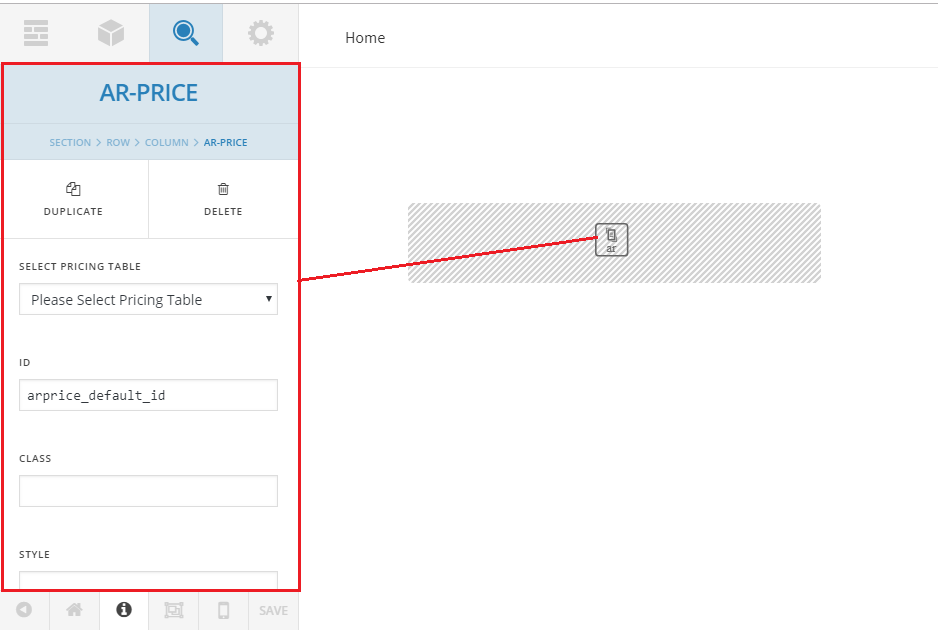 Home
AR-PRICE
SECTION > ROW > COLUMN > AR-PRICE
DUPLICATE DELETE
ar
SELECT PRICING TABLE
Please Select Pricing Table
ID
arprice_default_id
CLASS
STYLE
SAVE